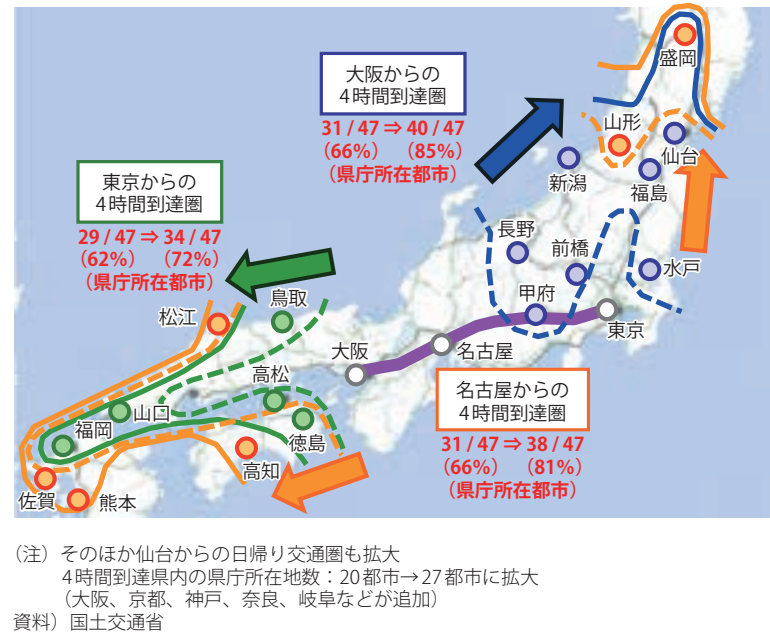 盛岡
大阪からの
4時間到達圏
31 / 47 ⇒ 40 / 47
（66%）　（85%）
（県庁所在都市）
山形
仙台
新潟
福島
東京からの
4時間到達圏
29 / 47 ⇒ 34 / 47
（62%）　（72%）
（県庁所在都市）
長野
前橋
水戸
甲府
鳥取
松江
東京
大阪
名古屋
高松
名古屋からの
4時間到達圏
31 / 47 ⇒ 38 / 47
（66%）　（81%）
（県庁所在都市）
山口
福岡
徳島
高知
佐賀
熊本
（注）そのほか仙台からの日帰り交通圏も拡大
4時間到達県内の県庁所在地数：20都市→27都市に拡大
（大阪、京都、神戸、奈良、岐阜などが追加）
資料）国土交通省